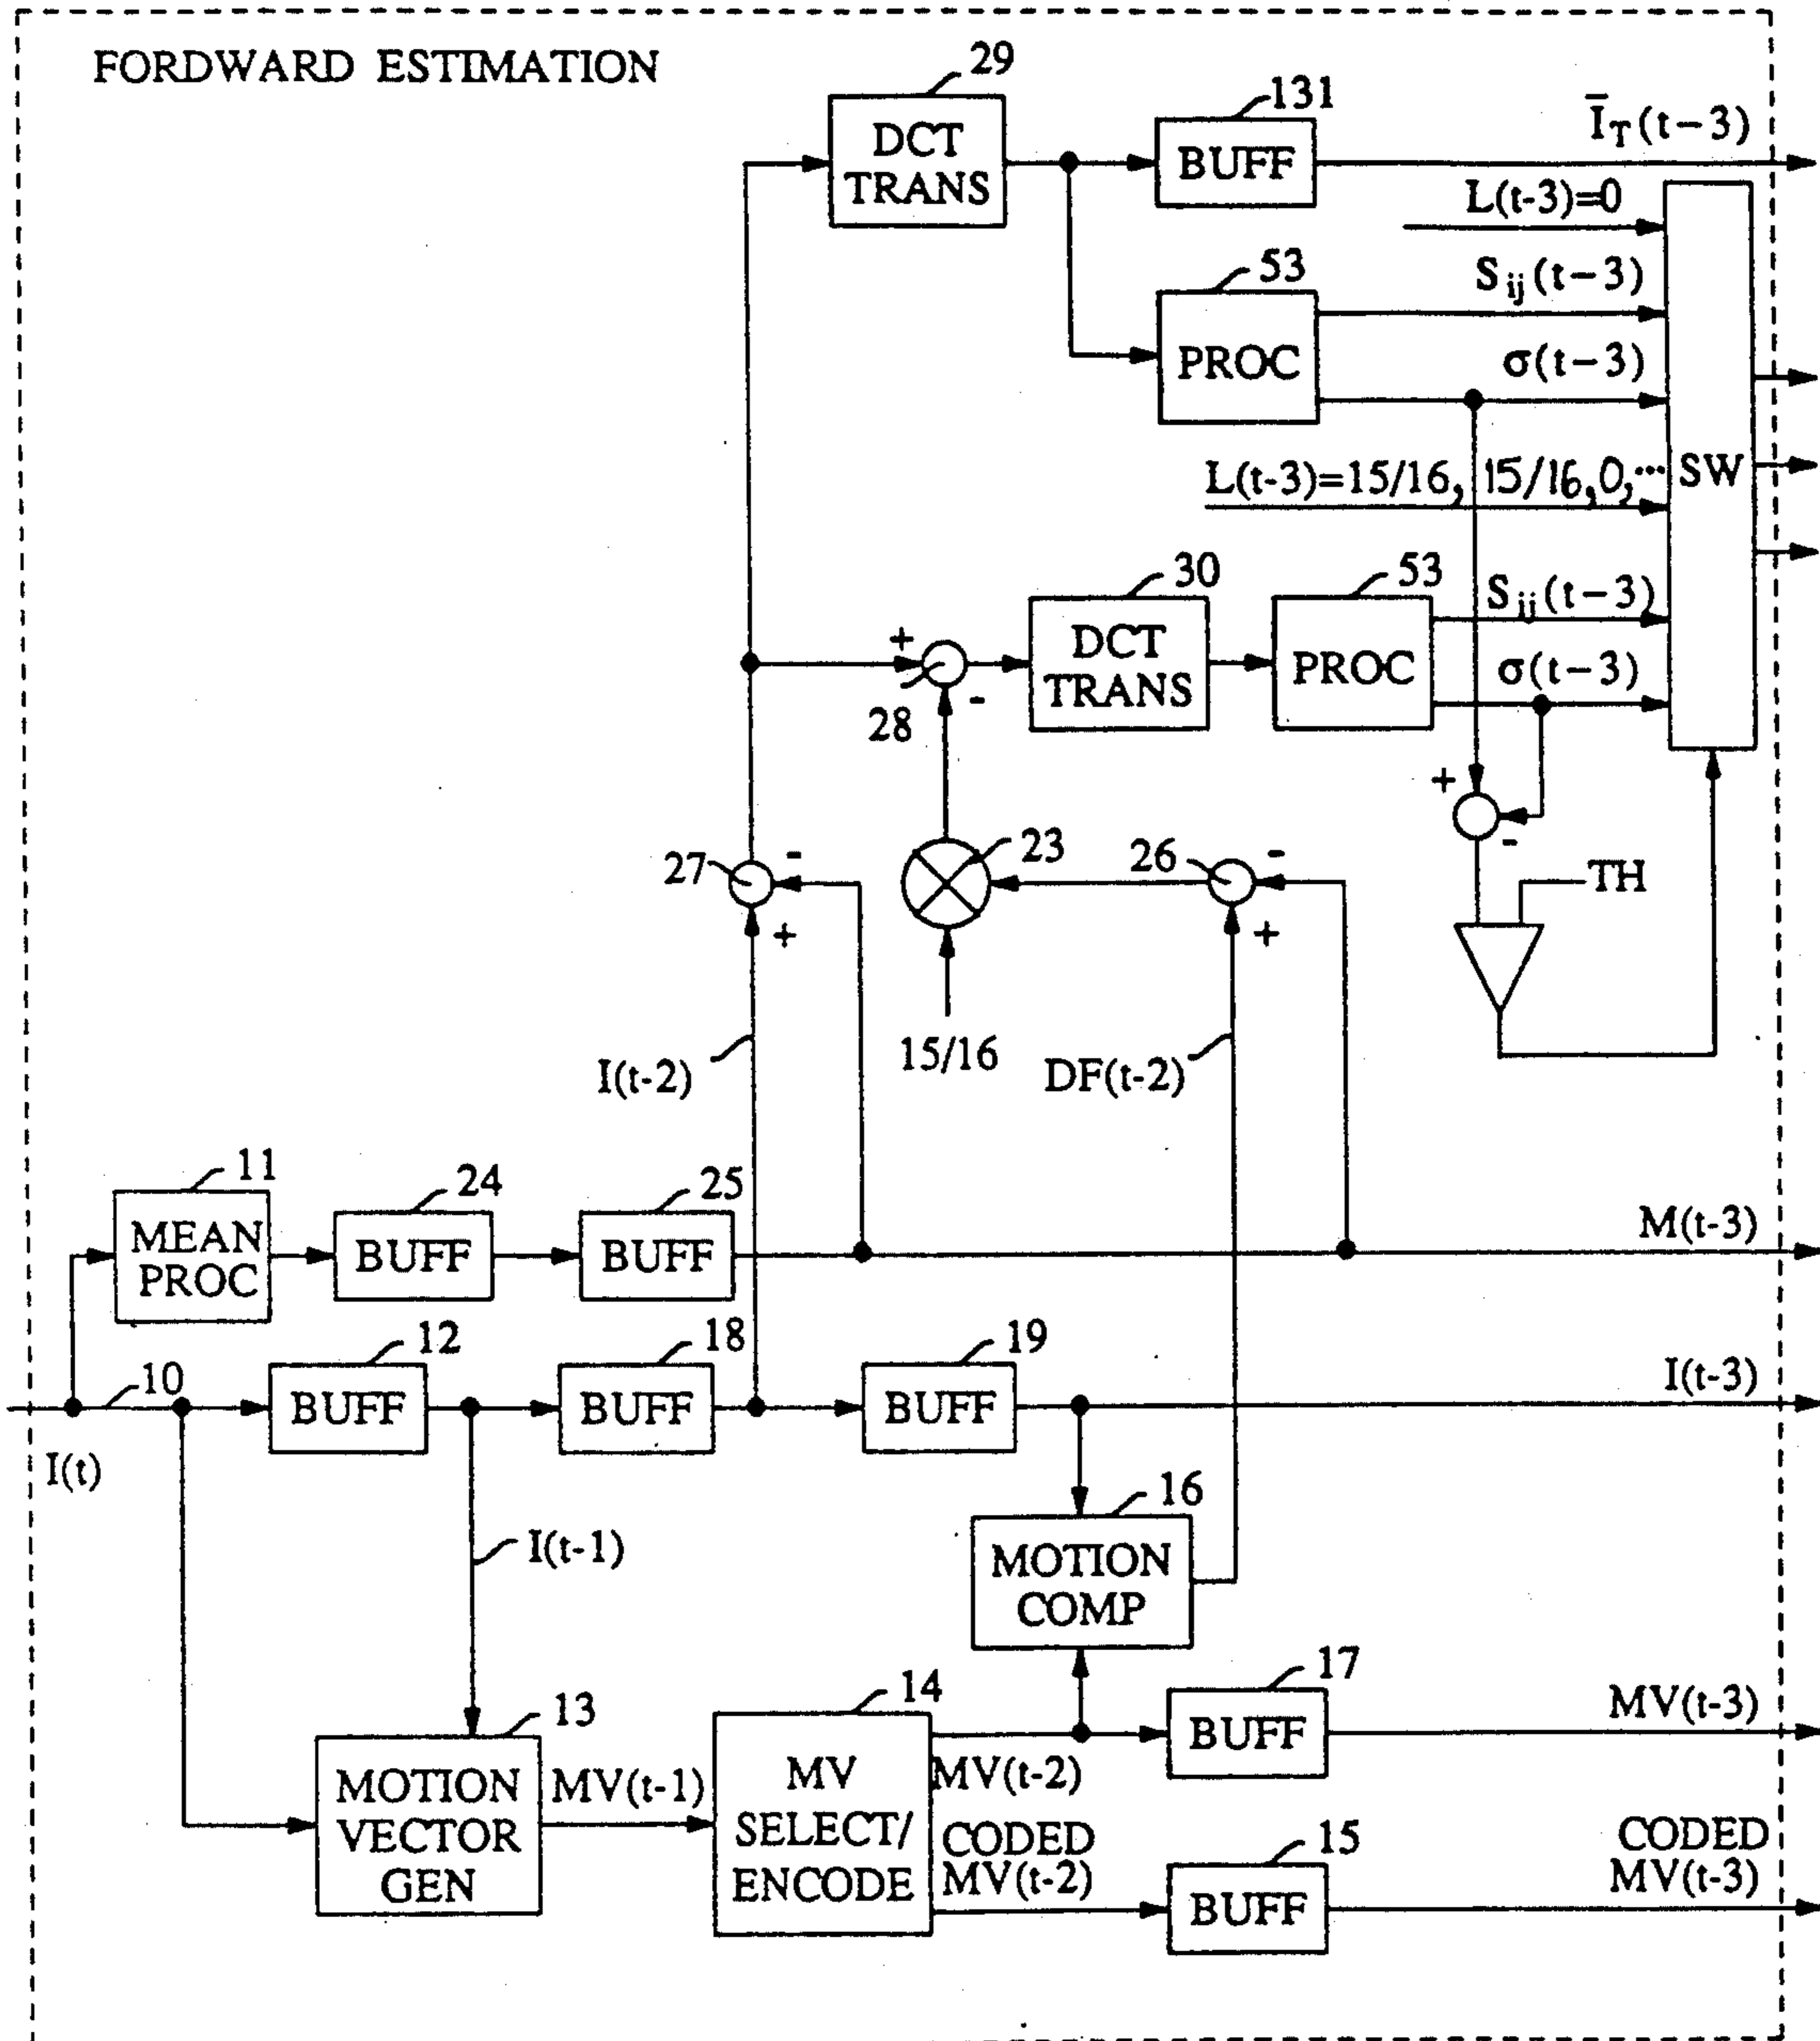 FORDWARD ESTIMATION
29
DCT
TRANS
131
BUFF
Ī_T(t-3)
L(t-3)=0
53
PROC
S_ij(t-3)
σ(t-3)
L(t-3)=15/16, 15/16,0,...
SW
30
DCT
TRANS
53
PROC
S_ij(t-3)
σ(t-3)
+
-
28
+
-
27
-
+
23
26
-
+
TH
15/16
I(t-2)
DF(t-2)
11
MEAN
PROC
24
BUFF
25
BUFF
M(t-3)
10
12
BUFF
18
BUFF
19
BUFF
I(t-3)
I(t)
I(t-1)
16
MOTION
COMP
13
MOTION
VECTOR
GEN
MV(t-1)
14
MV
SELECT/
ENCODE
MV(t-2)
CODED
MV(t-2)
17
BUFF
MV(t-3)
15
BUFF
CODED
MV(t-3)